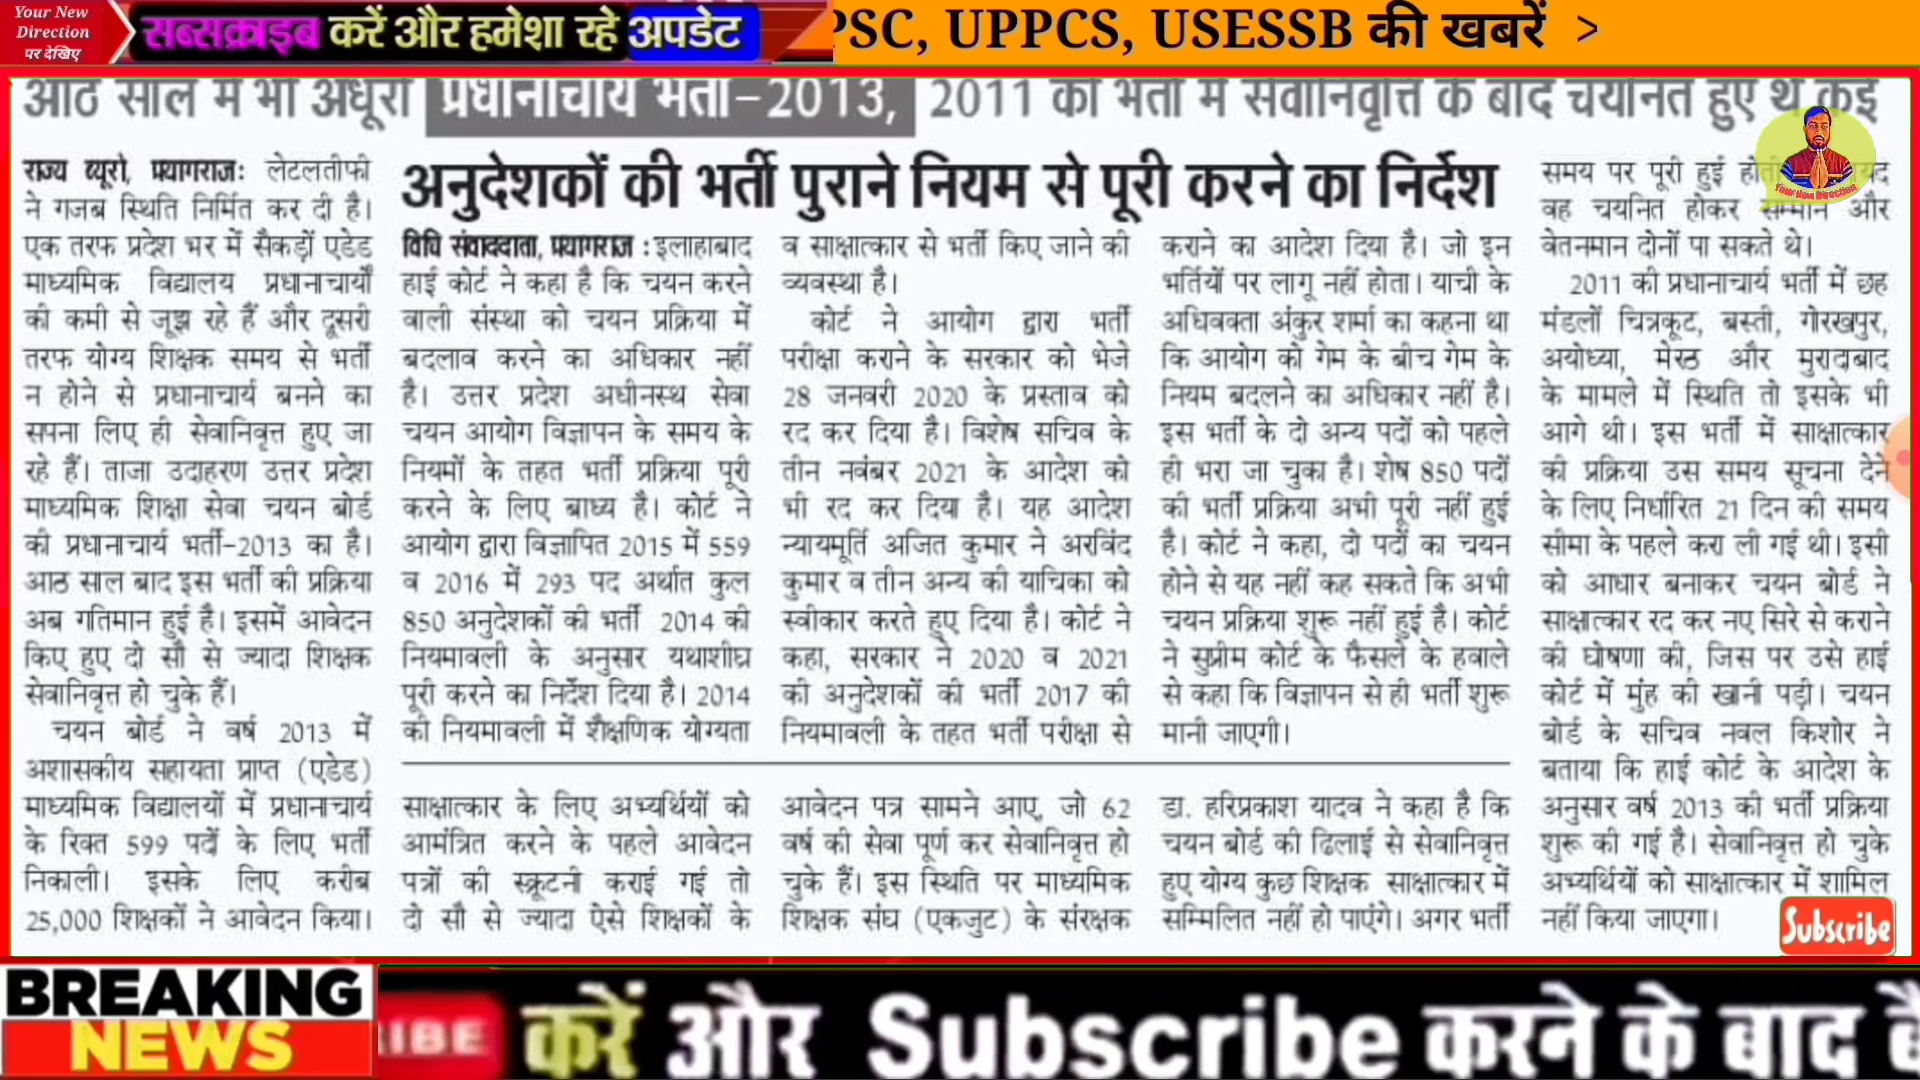 Your New
Direction
पर देखिए
सब्सक्राइब करें और हमेशा रहे अपडेट
PSC, UPPCS, USESSB की खबरें >
आठ साल में भी अधूरी प्रधानाचार्य भर्ती-2013, 2011 की भर्ती में सेवानिवृत्ति के बाद चयनित हुए थे कई
राज्य ब्यूरो, प्रयागराजः लेटलतीफी
ने गजब स्थिति निर्मित कर दी है।
एक तरफ प्रदेश भर में सैकड़ों एडेड
माध्यमिक विद्यालय प्रधानाचार्यों
की कमी से जूझ रहे हैं और दूसरी
तरफ योग्य शिक्षक समय से भर्ती
न होने से प्रधानाचार्य बनने का
सपना लिए ही सेवानिवृत्त हुए जा
रहे हैं। ताजा उदाहरण उत्तर प्रदेश
माध्यमिक शिक्षा सेवा चयन बोर्ड
की प्रधानाचार्य भर्ती-2013 का है।
आठ साल बाद इस भर्ती की प्रक्रिया
अब गतिमान हुई है। इसमें आवेदन
किए हुए दो सौ से ज्यादा शिक्षक
सेवानिवृत्त हो चुके हैं।
चयन बोर्ड ने वर्ष 2013 में
अशासकीय सहायता प्राप्त (एडेड)
माध्यमिक विद्यालयों में प्रधानाचार्य
के रिक्त 599 पदों के लिए भर्ती
निकाली। इसके लिए करीब
25,000 शिक्षकों ने आवेदन किया।
अनुदेशकों की भर्ती पुराने नियम से पूरी करने का निर्देश
विधि संवाददाता, प्रयागराज : इलाहाबाद
हाई कोर्ट ने कहा है कि चयन करने
वाली संस्था को चयन प्रक्रिया में
बदलाव करने का अधिकार नहीं
है। उत्तर प्रदेश अधीनस्थ सेवा
चयन आयोग विज्ञापन के समय के
नियमों के तहत भर्ती प्रक्रिया पूरी
करने के लिए बाध्य है। कोर्ट ने
आयोग द्वारा विज्ञापित 2015 में 559
व 2016 में 293 पद अर्थात कुल
850 अनुदेशकों की भर्ती 2014 की
नियमावली के अनुसार यथाशीघ्र
पूरी करने का निर्देश दिया है। 2014
की नियमावली में शैक्षणिक योग्यता
व साक्षात्कार से भर्ती किए जाने की
व्यवस्था है।
कोर्ट ने आयोग द्वारा भर्ती
परीक्षा कराने के सरकार को भेजे
28 जनवरी 2020 के प्रस्ताव को
रद कर दिया है। विशेष सचिव के
तीन नवंबर 2021 के आदेश को
भी रद कर दिया है। यह आदेश
न्यायमूर्ति अजित कुमार ने अरविंद
कुमार व तीन अन्य की याचिका को
स्वीकार करते हुए दिया है। कोर्ट ने
कहा, सरकार ने 2020 व 2021
की अनुदेशकों की भर्ती 2017 की
नियमावली के तहत भर्ती परीक्षा से
कराने का आदेश दिया है। जो इन
भर्तियों पर लागू नहीं होता। याची के
अधिवक्ता अंकुर शर्मा का कहना था
कि आयोग को गेम के बीच गेम के
नियम बदलने का अधिकार नहीं है।
इस भर्ती के दो अन्य पदों को पहले
ही भरा जा चुका है। शेष 850 पदों
की भर्ती प्रक्रिया अभी पूरी नहीं हुई
है। कोर्ट ने कहा, दो पदों का चयन
होने से यह नहीं कह सकते कि अभी
चयन प्रक्रिया शुरू नहीं हुई है। कोर्ट
ने सुप्रीम कोर्ट के फैसले के हवाले
से कहा कि विज्ञापन से ही भर्ती शुरू
मानी जाएगी।
साक्षात्कार के लिए अभ्यर्थियों को
आमंत्रित करने के पहले आवेदन
पत्रों की स्क्रूटनी कराई गई तो
दो सौ से ज्यादा ऐसे शिक्षकों के
आवेदन पत्र सामने आए, जो 62
वर्ष की सेवा पूर्ण कर सेवानिवृत्त हो
चुके हैं। इस स्थिति पर माध्यमिक
शिक्षक संघ (एकजुट) के संरक्षक
डा. हरिप्रकाश यादव ने कहा है कि
चयन बोर्ड की ढिलाई से सेवानिवृत्त
हुए योग्य कुछ शिक्षक साक्षात्कार में
सम्मिलित नहीं हो पाएंगे। अगर भर्ती
समय पर पूरी हुई
वह चयनित होकर सम्मान और
वेतनमान दोनों पा सकते थे।
2011 की प्रधानाचार्य भर्ती में छह
मंडलों चित्रकूट, बस्ती, गोरखपुर,
अयोध्या, मेरठ और मुरादाबाद
के मामले में स्थिति तो इसके भी
आगे थी। इस भर्ती में साक्षात्कार
की प्रक्रिया उस समय सूचना देने
के लिए निर्धारित 21 दिन की समय
सीमा के पहले करा ली गई थी। इसी
को आधार बनाकर चयन बोर्ड ने
साक्षात्कार रद कर नए सिरे से कराने
की घोषणा की, जिस पर उसे हाई
कोर्ट में मुंह की खानी पड़ी। चयन
बोर्ड के सचिव नवल किशोर ने
बताया कि हाई कोर्ट के आदेश के
अनुसार वर्ष 2013 की भर्ती प्रक्रिया
शुरू की गई है। सेवानिवृत्त हो चुके
अभ्यर्थियों को साक्षात्कार में शामिल
नहीं किया जाएगा।
Your New Direction
Subscribe
BREAKING
NEWS
IBE करें और Subscribe करने के बाद